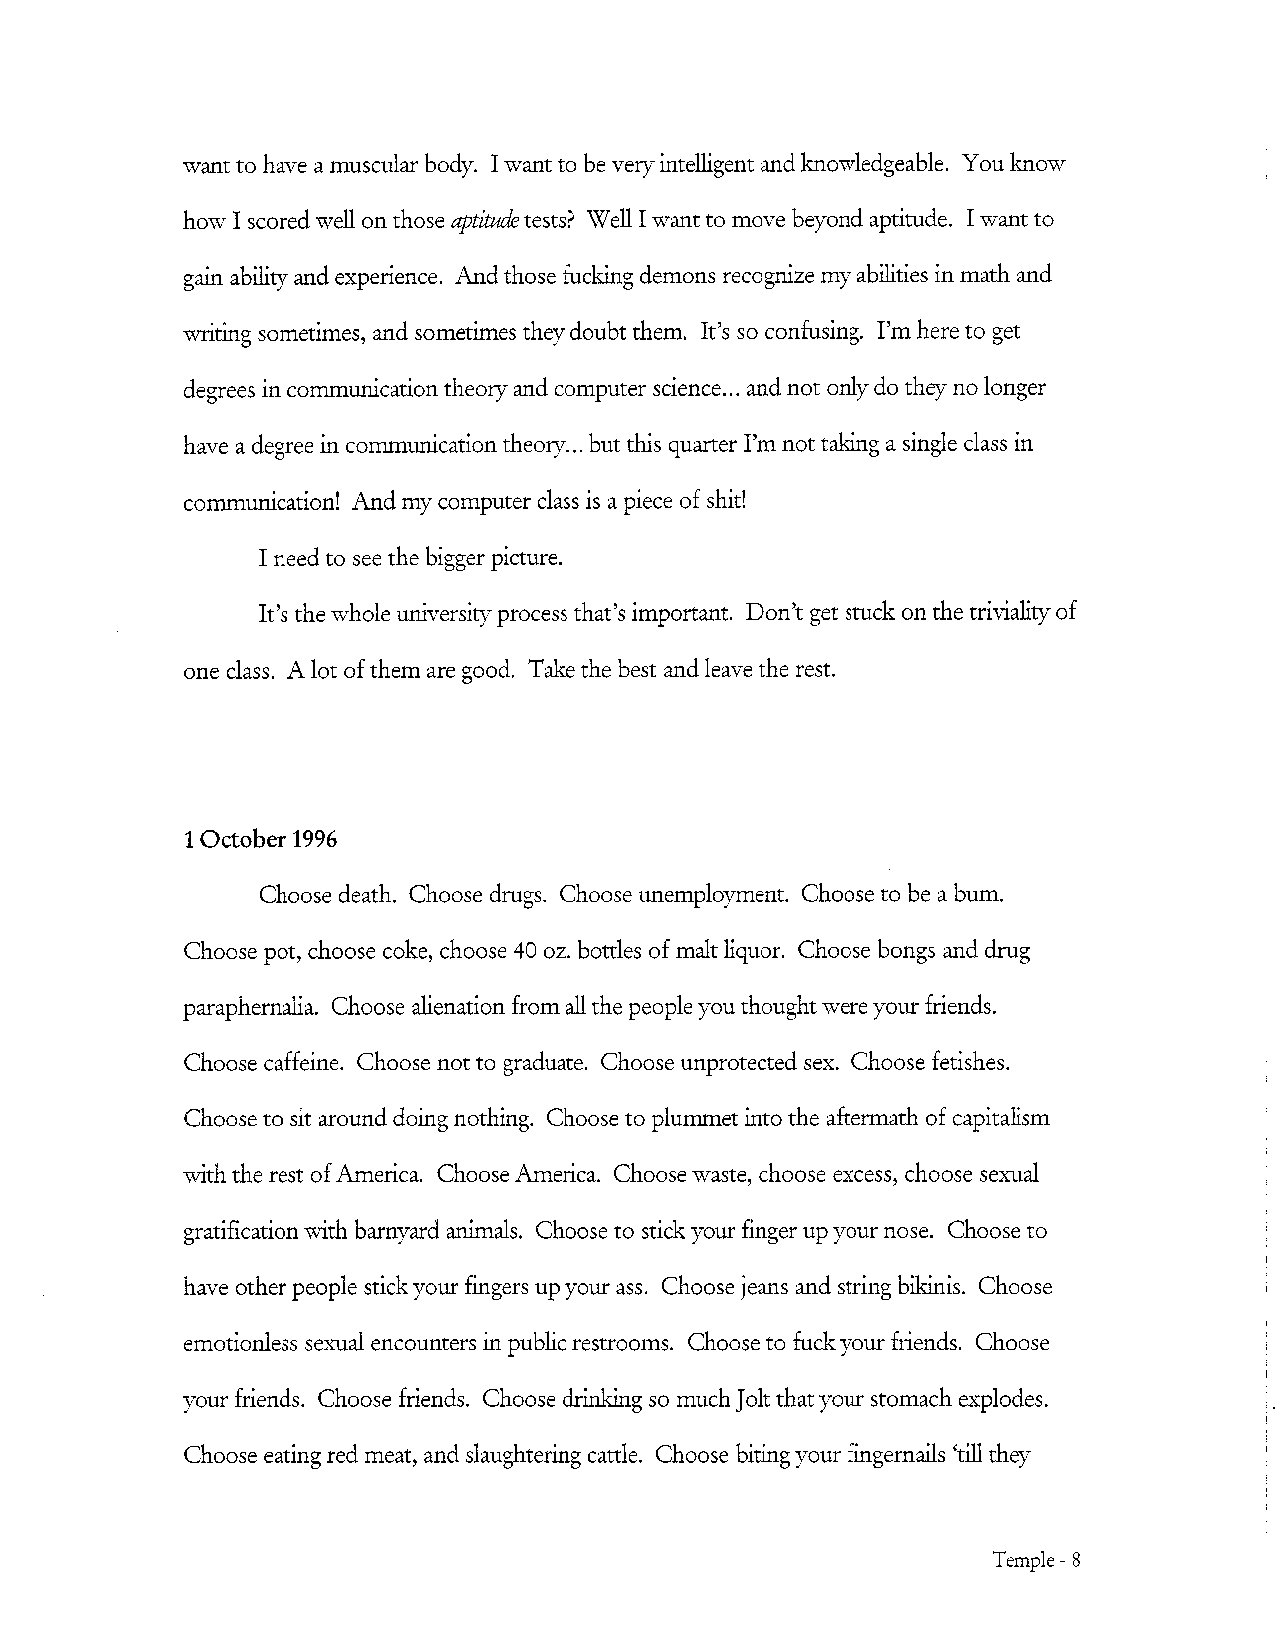 want to have a muscular body. I want to be very intelligent and knowledgeable. You know
how I scored well on those aptitude tests? Well I want to move beyond aptitude. I want to
gain ability and experience. And those fucking demons recognize my abilities in math and
writing sometimes, and sometimes they doubt them. It's so confusing. I'm here to get
degrees in communication theory and computer science... and not only do they no longer
have a degree in communication theory... but this quarter I'm not taking a single class in
communication! And my computer class is a piece of shit!
I need to see the bigger picture.
It's the whole university process that's important. Don't get stuck on the triviality of
one class. A lot of them are good. Take the best and leave the rest.
1 October 1996
Choose death. Choose drugs. Choose unemployment. Choose to be a bum.
Choose pot, choose coke, choose 40 oz. bottles of malt liquor. Choose bongs and drug
paraphernalia. Choose alienation from all the people you thought were your friends.
Choose caffeine. Choose not to graduate. Choose unprotected sex. Choose fetishes.
Choose to sit around doing nothing. Choose to plummet into the aftermath of capitalism
with the rest of America. Choose America. Choose waste, choose excess, choose sexual
gratification with barnyard animals. Choose to stick your finger up your nose. Choose to
have other people stick your fingers up your ass. Choose jeans and string bikinis. Choose
emotionless sexual encounters in public restrooms. Choose to fuck your friends. Choose
your friends. Choose friends. Choose drinking so much Jolt that your stomach explodes.
Choose eating red meat, and slaughtering cattle. Choose biting your fingernails 'till they
Temple - 8